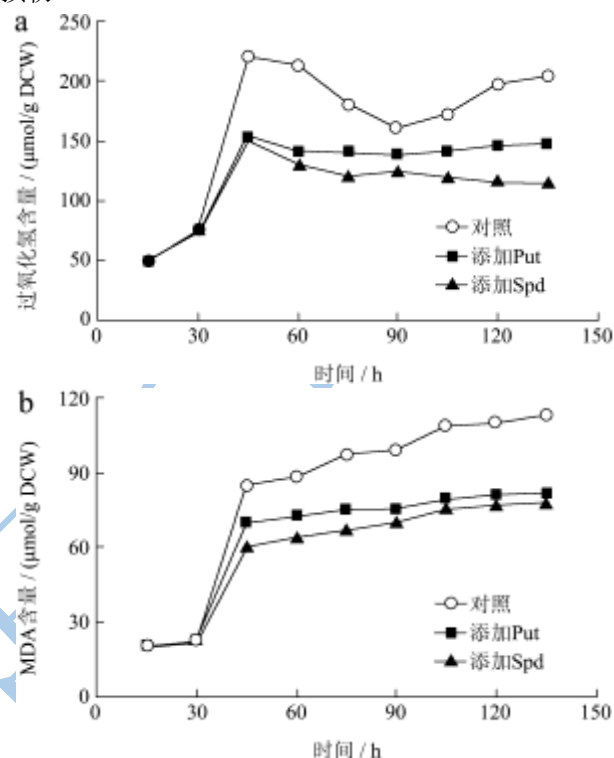 a
250
200
150
100
50
0
过氧化氢含量 / (μmol/g DCW)
对照
添加Put
添加Spd
0 30 60 90 120 150
时间 / h
b
120
90
60
30
0
MDA含量 / (μmol/g DCW)
对照
添加Put
添加Spd
0 30 60 90 120 150
时间 / h